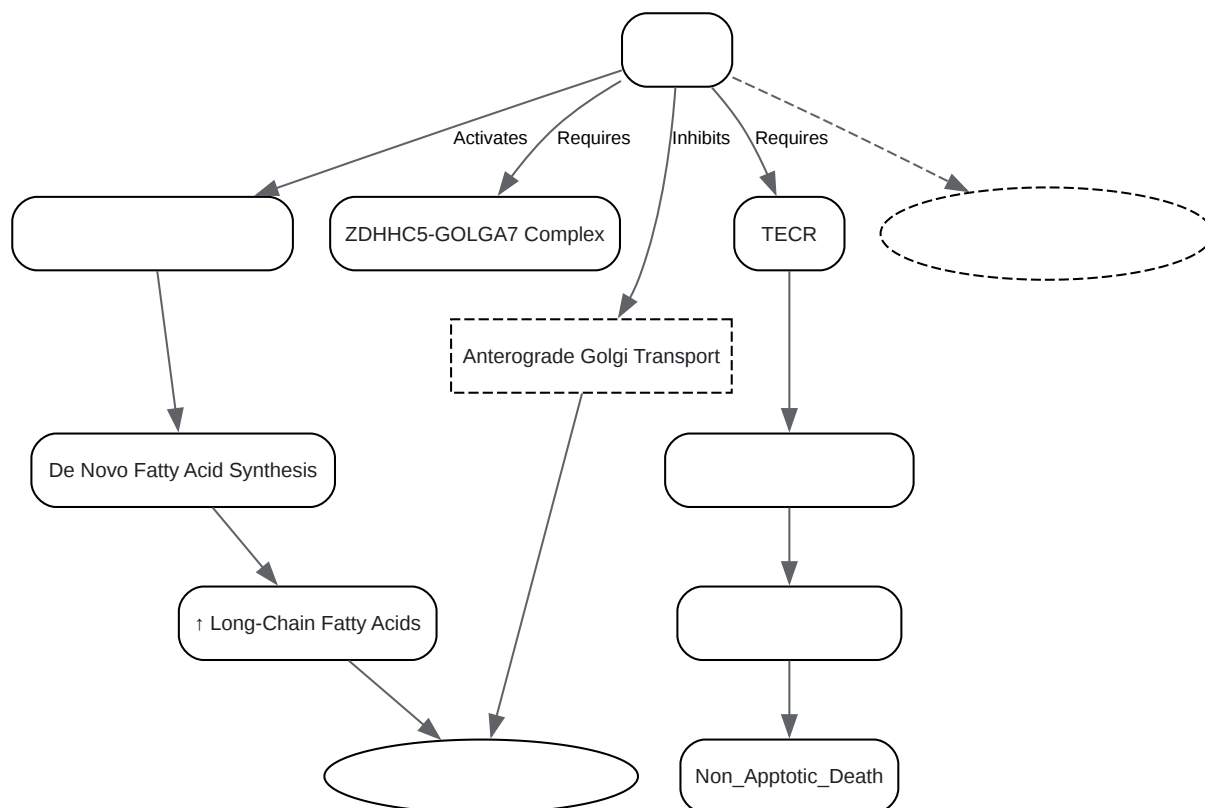 Activates
Requires
Inhibits
Requires
ZDHHC5-GOLGA7 Complex
TECR
Anterograde Golgi Transport
De Novo Fatty Acid Synthesis
↑ Long-Chain Fatty Acids
Non_Apptotic_Death